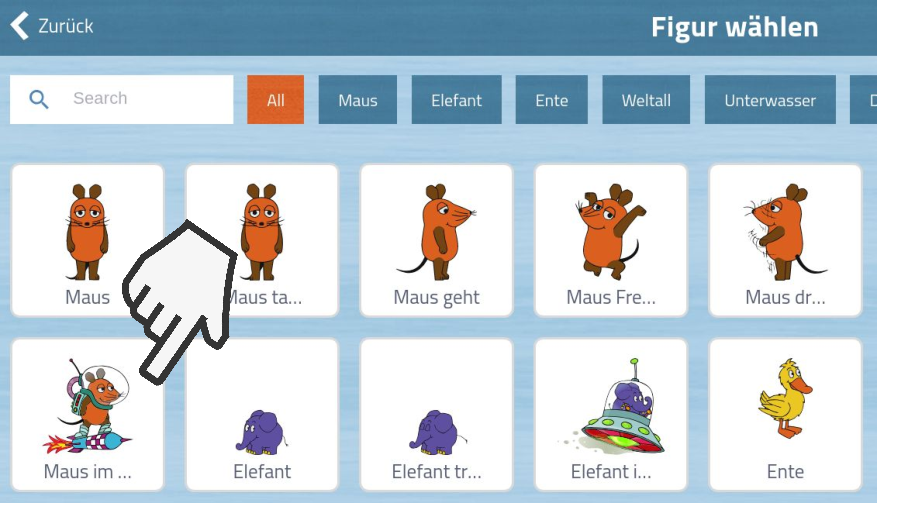 Zurück
Figur wählen
Search
All
Maus
Elefant
Ente
Weltall
Unterwasser
Maus
Maus ta...
Maus geht
Maus Fre...
Maus dr...
Maus im ...
Elefant
Elefant tr...
Elefant i...
Ente